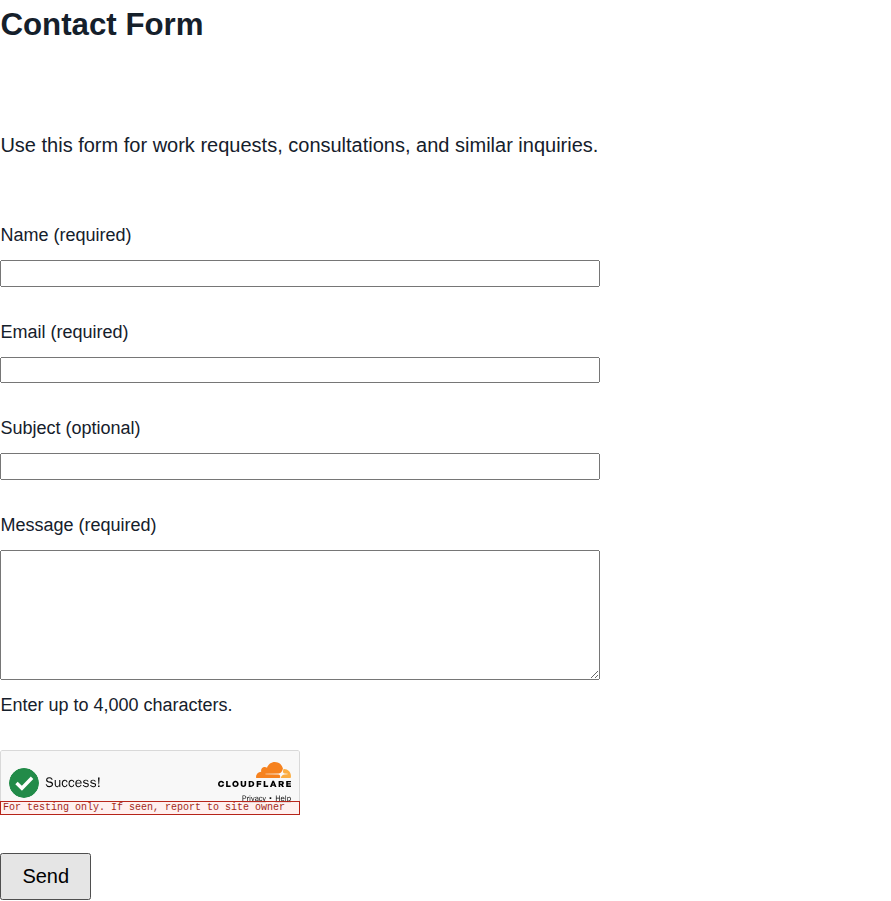 Contact Form
Use this form for work requests, consultations, and similar inquiries.
Name (required)
Email (required)
Subject (optional)
Message (required)
Enter up to 4,000 characters.
Success!
CLOUDFLARE
Privacy • Help
For testing only. If seen, report to site owner
Send